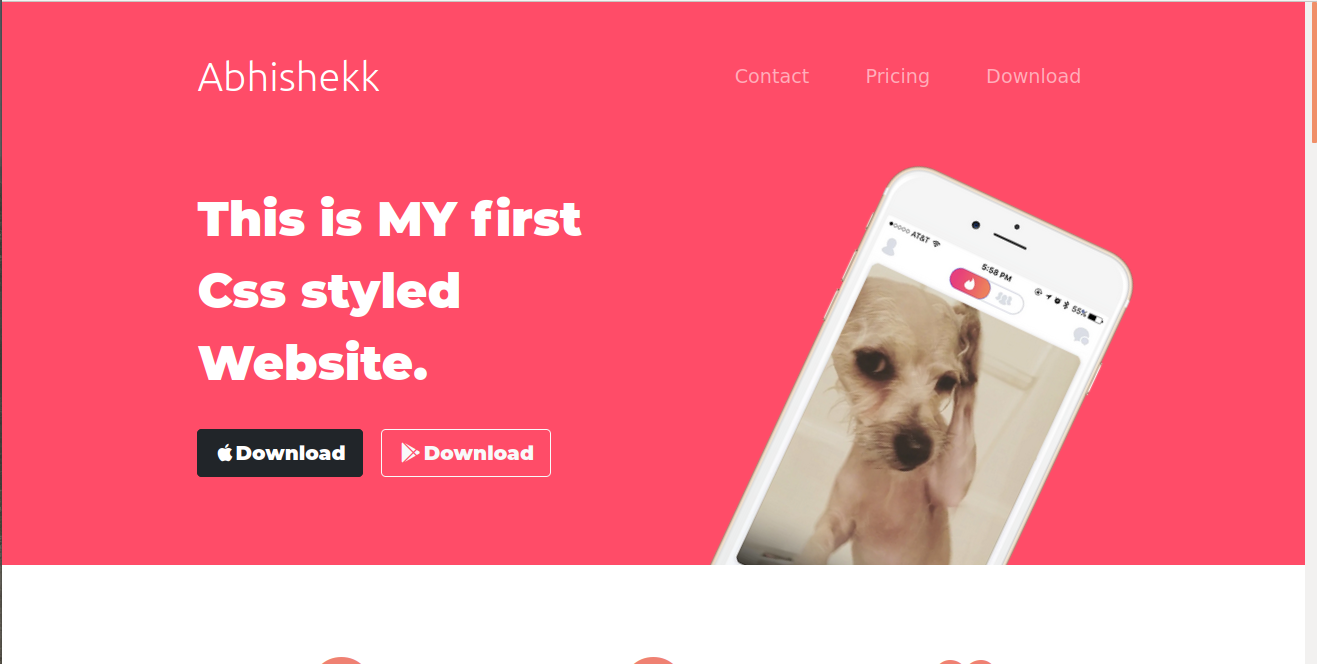 Abhishekk
Contact Pricing Download
This is MY first
Css styled
Website.
Download Download
AT&T 5:58 PM 55%